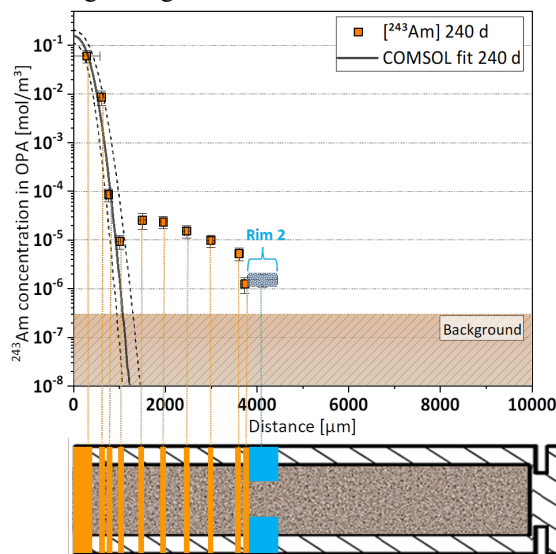 [²⁴³Am] 240 d
COMSOL fit 240 d
10⁻¹
10⁻²
10⁻³
10⁻⁴
10⁻⁵
10⁻⁶
10⁻⁷
10⁻⁸
²⁴³Am concentration in OPA [mol/m³]
Rim 2
Background
0 2000 4000 6000 8000 10000
Distance [µm]